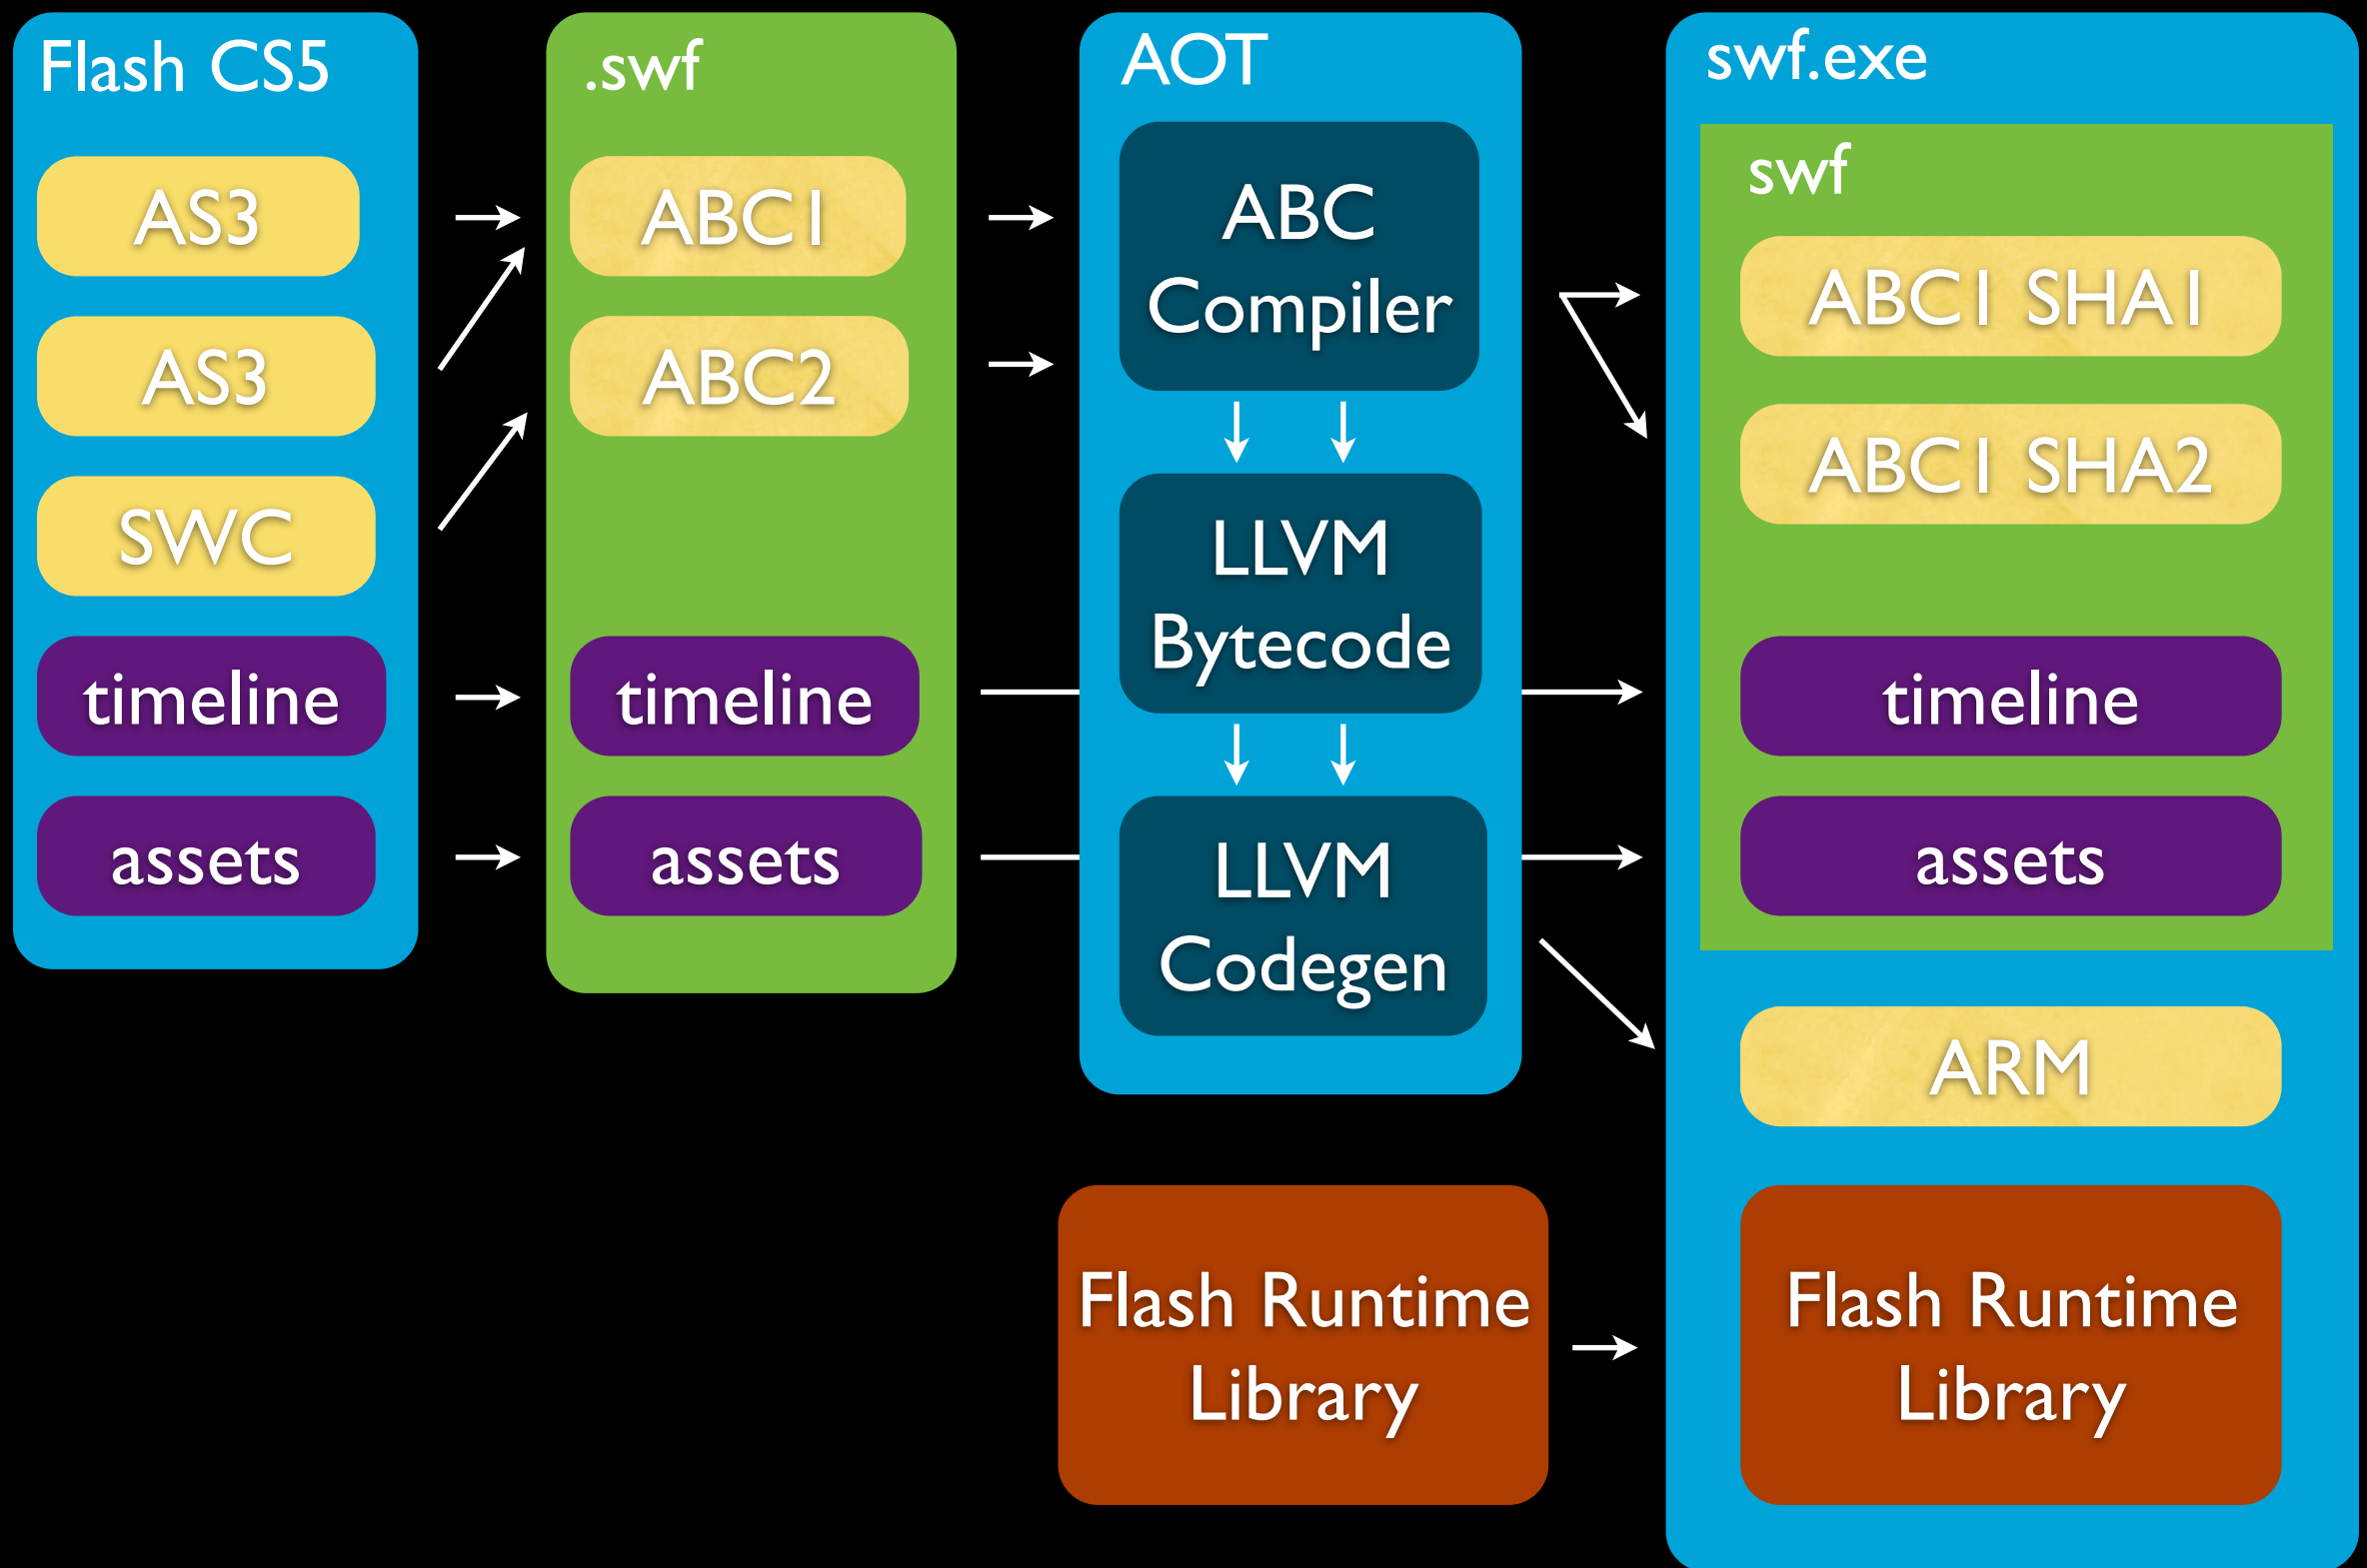 Flash CS5
AS3
AS3
SWC
timeline
assets
.swf
ABC1
ABC2
timeline
assets
AOT
ABC
Compiler
LLVM
Bytecode
LLVM
Codegen
Flash Runtime
Library
swf.exe
swf
ABC1 SHA1
ABC1 SHA2
timeline
assets
ARM
Flash Runtime
Library